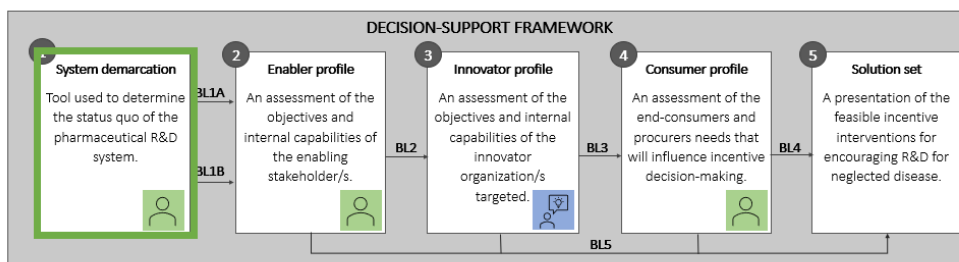 DECISION-SUPPORT FRAMEWORK
System demarcation
Tool used to determine
the status quo of the
pharmaceutical R&D
system.
BL1A
BL1B
2
Enabler profile
An assessment of the
objectives and
internal capabilities of
the enabling
stakeholder/s.
BL2
3
Innovator profile
An assessment of the
objectives and internal
capabilities of the
innovator
organization/s
targeted.
BL3
4
Consumer profile
An assessment of the
end-consumers and
procurers needs that
will influence incentive
decision-making.
BL4
5
Solution set
A presentation of the
feasible incentive
interventions for
encouraging R&D for
neglected disease.
BL5